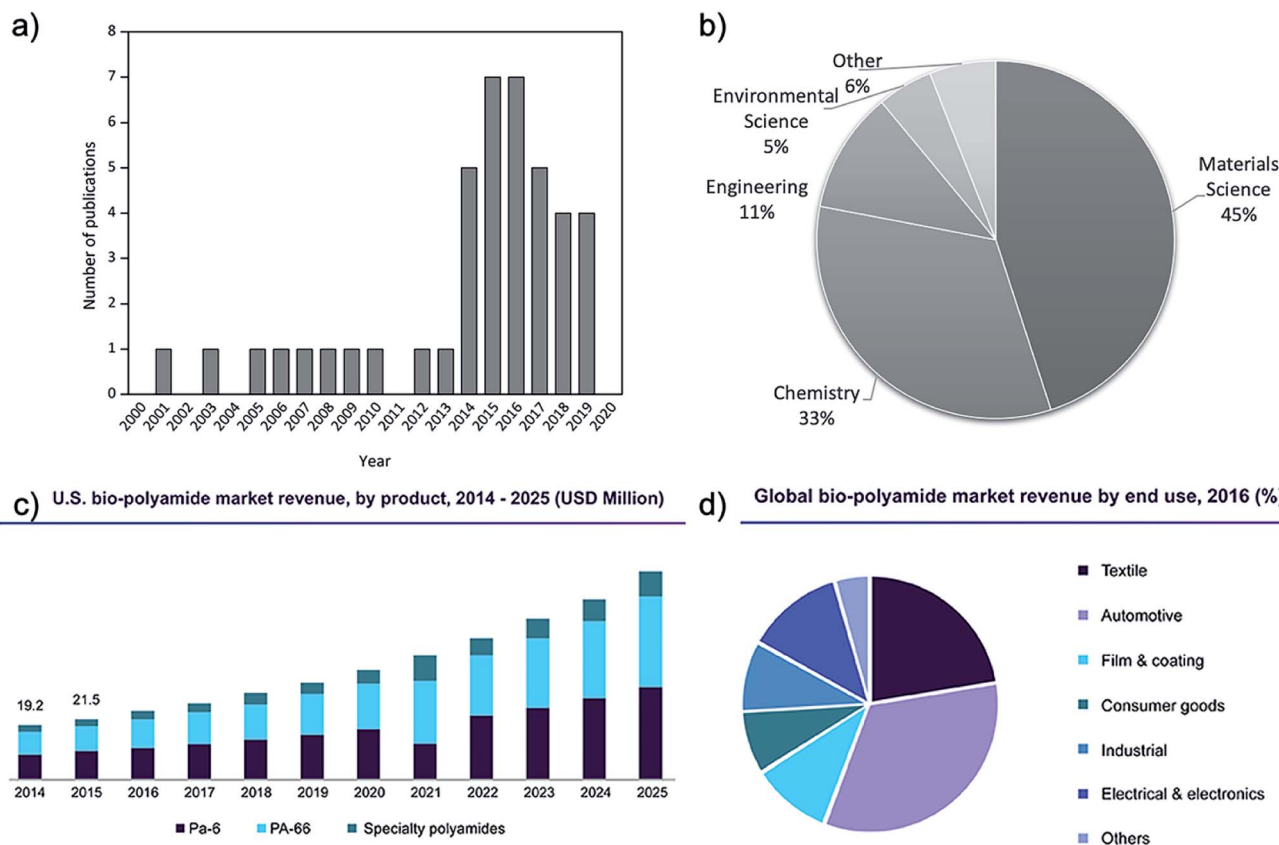 a)
8
7
6
5
4
3
2
1
0
Number of publications
2000
2001
2002
2003
2004
2005
2006
2007
2008
2009
2010
2011
2012
2013
2014
2015
2016
2017
2018
2019
2020
Year
b)
Other
6%
Environmental
Science
5%
Engineering
11%
Materials
Science
45%
Chemistry
33%
c) U.S. bio-polyamide market revenue, by product, 2014 - 2025 (USD Million)
19.2
21.5
2014 2015 2016 2017 2018 2019 2020 2021 2022 2023 2024 2025
Pa-6 PA-66 Specialty polyamides
d) Global bio-polyamide market revenue by end use, 2016 (%)
Textile
Automotive
Film & coating
Consumer goods
Industrial
Electrical & electronics
Others